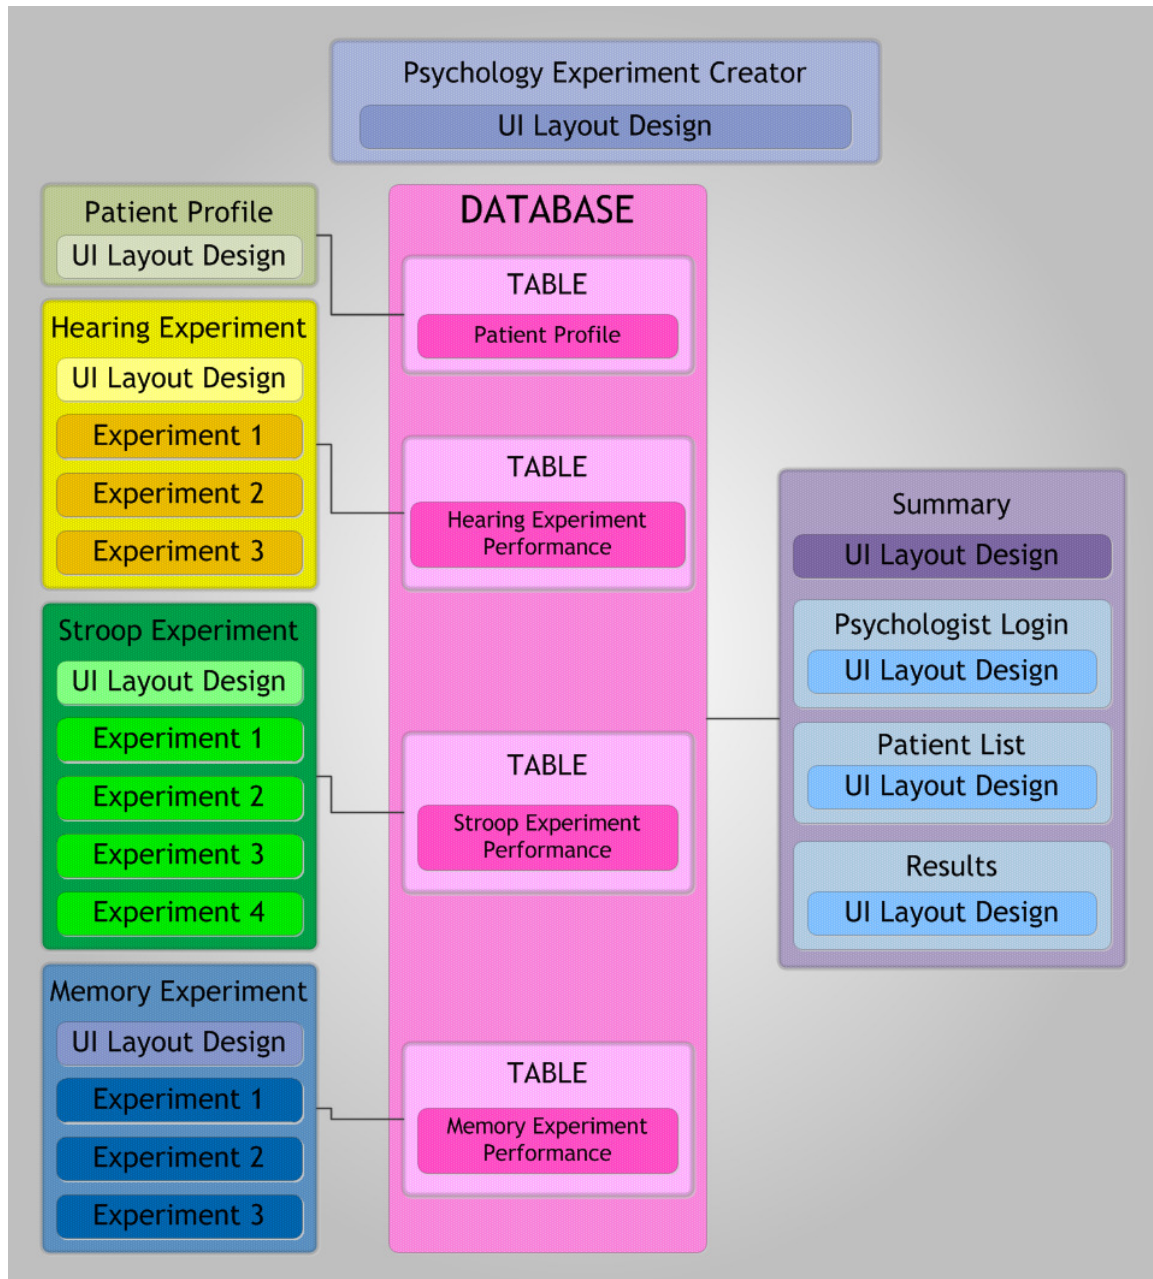 Psychology Experiment Creator
UI Layout Design
Patient Profile
UI Layout Design
Hearing Experiment
UI Layout Design
Experiment 1
Experiment 2
Experiment 3
Stroop Experiment
UI Layout Design
Experiment 1
Experiment 2
Experiment 3
Experiment 4
Memory Experiment
UI Layout Design
Experiment 1
Experiment 2
Experiment 3
DATABASE
TABLE
Patient Profile
TABLE
Hearing Experiment
Performance
TABLE
Stroop Experiment
Performance
TABLE
Memory Experiment
Performance
Summary
UI Layout Design
Psychologist Login
UI Layout Design
Patient List
UI Layout Design
Results
UI Layout Design